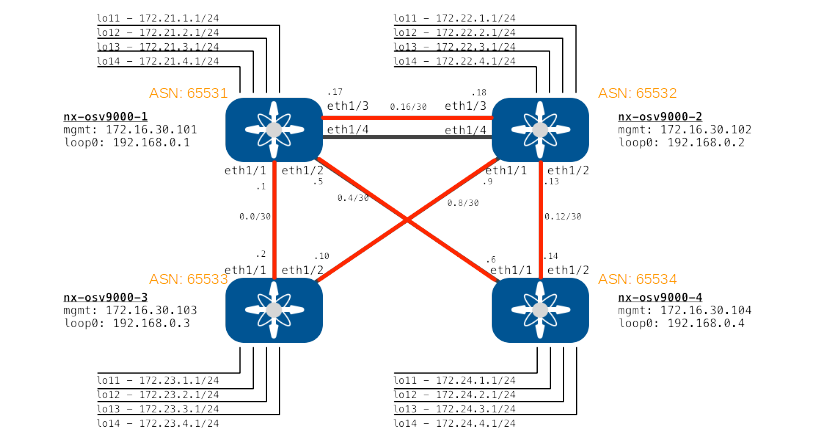 lo11 – 172.21.1.1/24
lo12 – 172.21.2.1/24
lo13 – 172.21.3.1/24
lo14 – 172.21.4.1/24
lo11 – 172.22.1.1/24
lo12 – 172.22.2.1/24
lo13 – 172.22.3.1/24
lo14 – 172.22.4.1/24
ASN: 65531
ASN: 65532
nx-osv9000-1
mgmt: 172.16.30.101
loop0: 192.168.0.1
.17
eth1/3
eth1/4
0.16/30
.18
eth1/3
eth1/4
nx-osv9000-2
mgmt: 172.16.30.102
loop0: 192.168.0.2
eth1/1
eth1/2
.1
.5
eth1/1
eth1/2
.9
.13
0.0/30
0.4/30
0.8/30
0.12/30
.2
.10
.6
.14
eth1/1
eth1/2
eth1/1
eth1/2
ASN: 65533
ASN: 65534
nx-osv9000-3
mgmt: 172.16.30.103
loop0: 192.168.0.3
nx-osv9000-4
mgmt: 172.16.30.104
loop0: 192.168.0.4
lo11 – 172.23.1.1/24
lo12 – 172.23.2.1/24
lo13 – 172.23.3.1/24
lo14 – 172.23.4.1/24
lo11 – 172.24.1.1/24
lo12 – 172.24.2.1/24
lo13 – 172.24.3.1/24
lo14 – 172.24.4.1/24